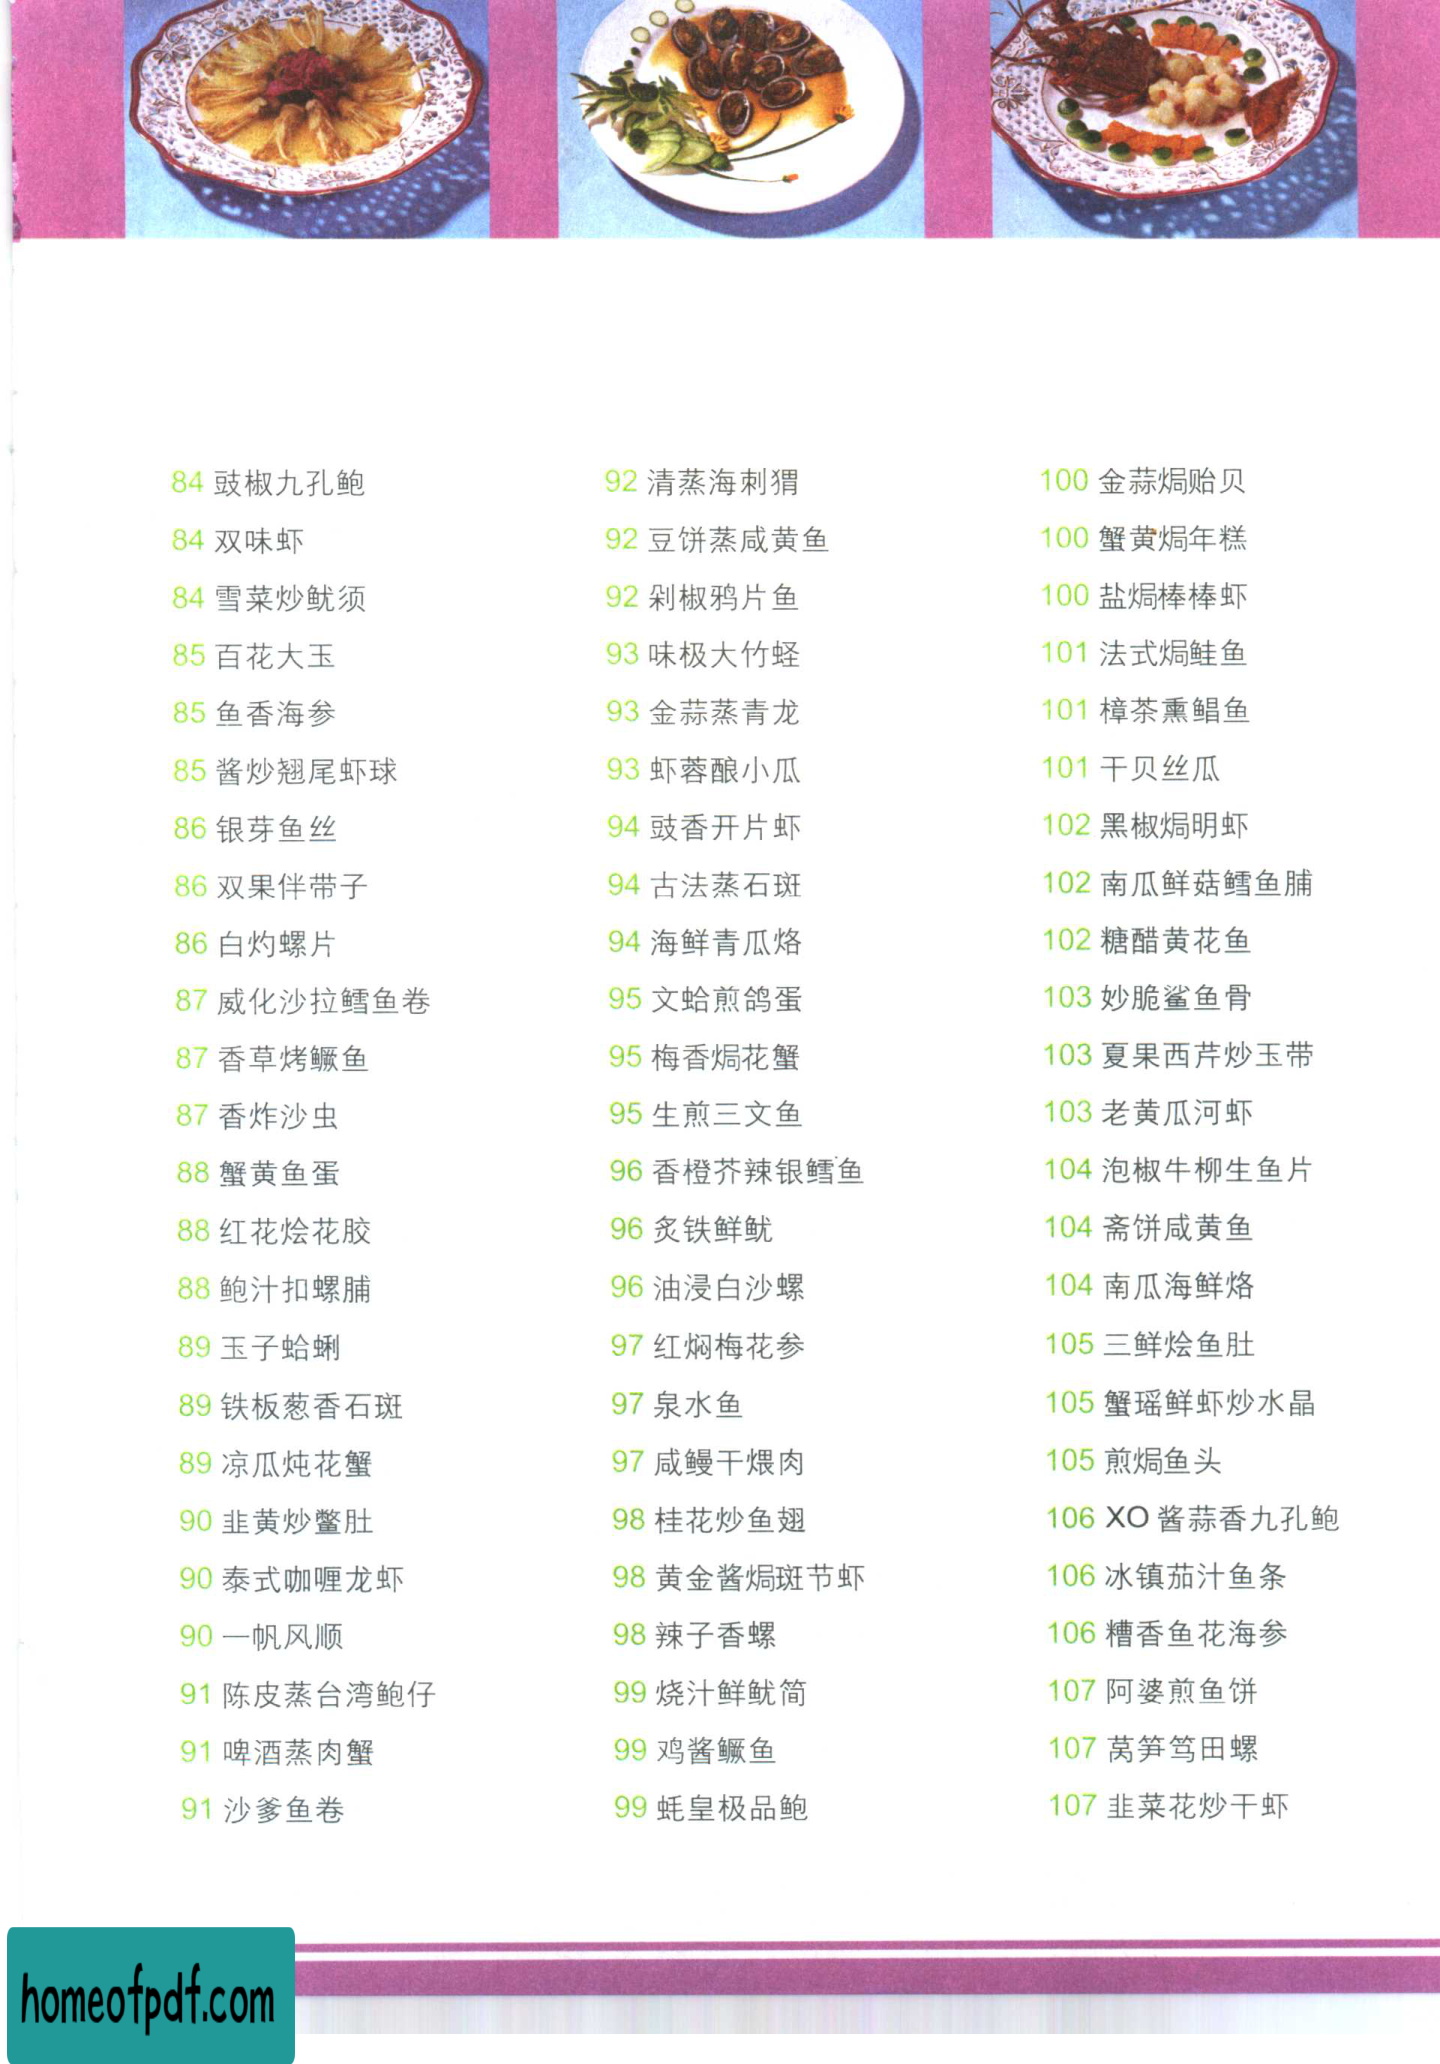 84 豉椒九孔鲍
84 双味虾
84 雪菜炒鱿须
85 百花大玉
85 鱼香海参
85 酱炒翘尾虾球
86 银芽鱼丝
86 双果伴带子
86 白灼螺片
87 威化沙拉鳕鱼卷
87 香草烤鳜鱼
87 香炸沙虫
88 蟹黄鱼蛋
88 红花烩花胶
88 鲍汁扣螺脯
89 玉子蛤蜊
89 铁板葱香石斑
89 凉瓜炖花蟹
90 韭黄炒鳖肚
90 泰式咖喱龙虾
90 一帆风顺
91 陈皮蒸台湾鲍仔
91 啤酒蒸肉蟹
91 沙爹鱼卷
92 清蒸海刺猬
92 豆饼蒸咸黄鱼
92 剁椒鸦片鱼
93 味极大竹蛏
93 金蒜蒸青龙
93 虾蓉酿小瓜
94 豉香开片虾
94 古法蒸石斑
94 海鲜青瓜烙
95 文蛤煎鸽蛋
95 梅香焗花蟹
95 生煎三文鱼
96 香橙芥辣银鳕鱼
96 炙铁鲜鱿
96 油浸白沙螺
97 红焖梅花参
97 泉水鱼
97 咸鳗干煨肉
98 桂花炒鱼翅
98 黄金酱焗斑节虾
98 辣子香螺
99 烧汁鲜鱿简
99 鸡酱鳜鱼
99 蚝皇极品鲍
100 金蒜焗贻贝
100 蟹黄焗年糕
100 盐焗棒棒虾
101 法式焗鲑鱼
101 樟茶熏鲳鱼
101 干贝丝瓜
102 黑椒焗明虾
102 南瓜鲜菇鳕鱼脯
102 糖醋黄花鱼
103 妙脆鲨鱼骨
103 夏果西芹炒玉带
103 老黄瓜河虾
104 泡椒牛柳生鱼片
104 斋饼咸黄鱼
104 南瓜海鲜烙
105 三鲜烩鱼肚
105 蟹瑶鲜虾炒水晶
105 煎焗鱼头
106 XO 酱蒜香九孔鲍
106 冰镇茄汁鱼条
106 糟香鱼花海参
107 阿婆煎鱼饼
107 莴笋笃田螺
107 韭菜花炒干虾
homeofpdf.com